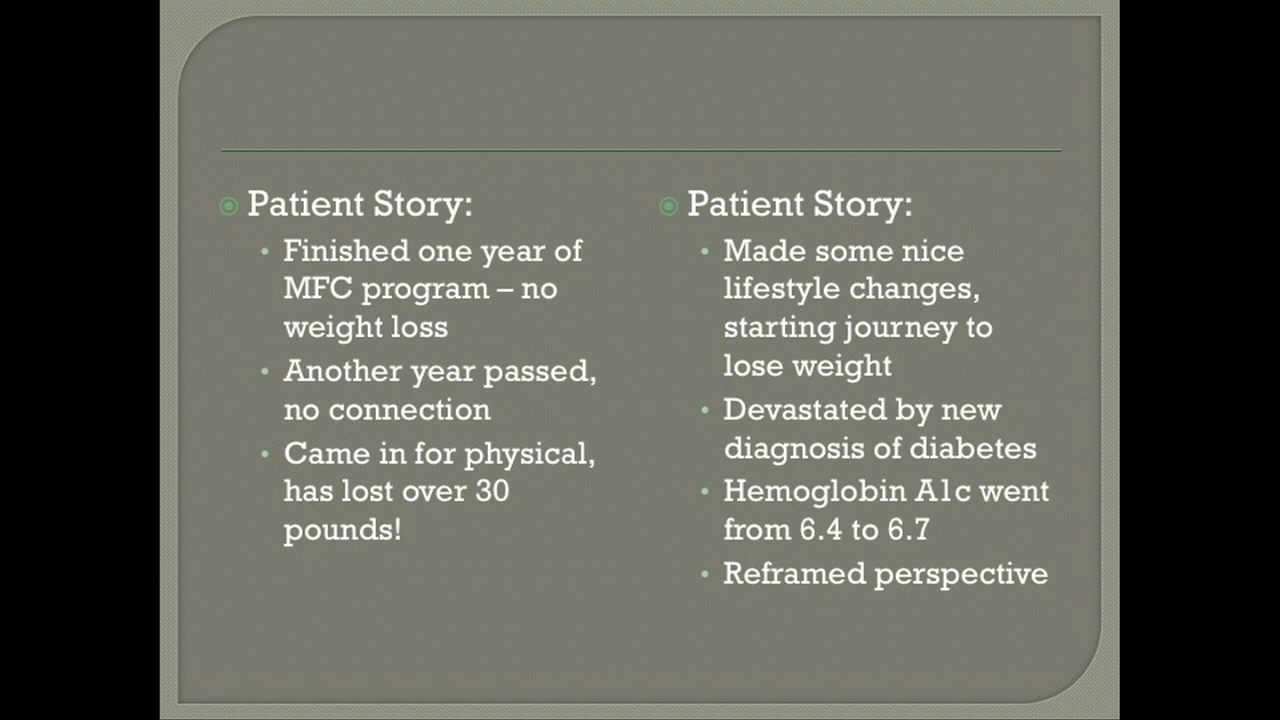 Patient Story:
Finished one year of
MFC program – no
weight loss
Another year passed,
no connection
Came in for physical,
has lost over 30
pounds!
Patient Story:
Made some nice
lifestyle changes,
starting journey to
lose weight
Devastated by new
diagnosis of diabetes
Hemoglobin A1c went
from 6.4 to 6.7
Reframed perspective